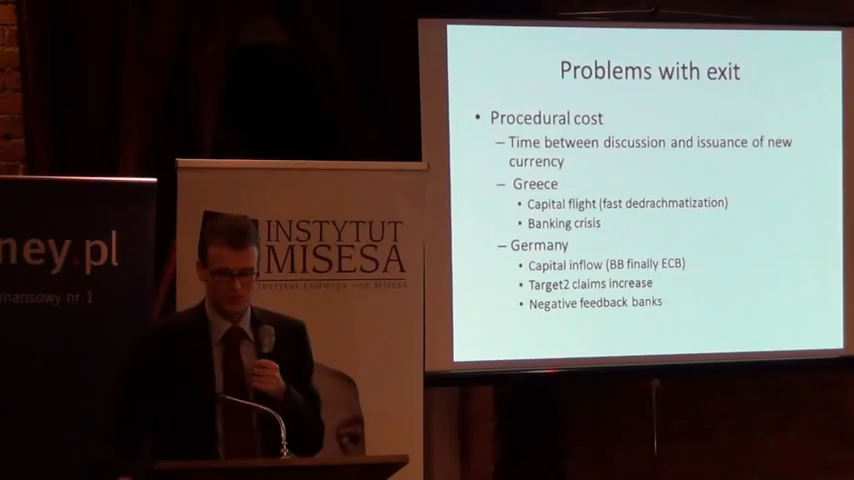 ney.pl
nansowy nr 1
INSTYTUT
MISESA
Instytut Ludwiga von Misesa
Problems with exit
• Procedural cost
– Time between discussion and issuance of new
currency
– Greece
• Capital flight (fast dedrachmatization)
• Banking crisis
– Germany
• Capital inflow (BB finally ECB)
• Target2 claims increase
• Negative feedback banks